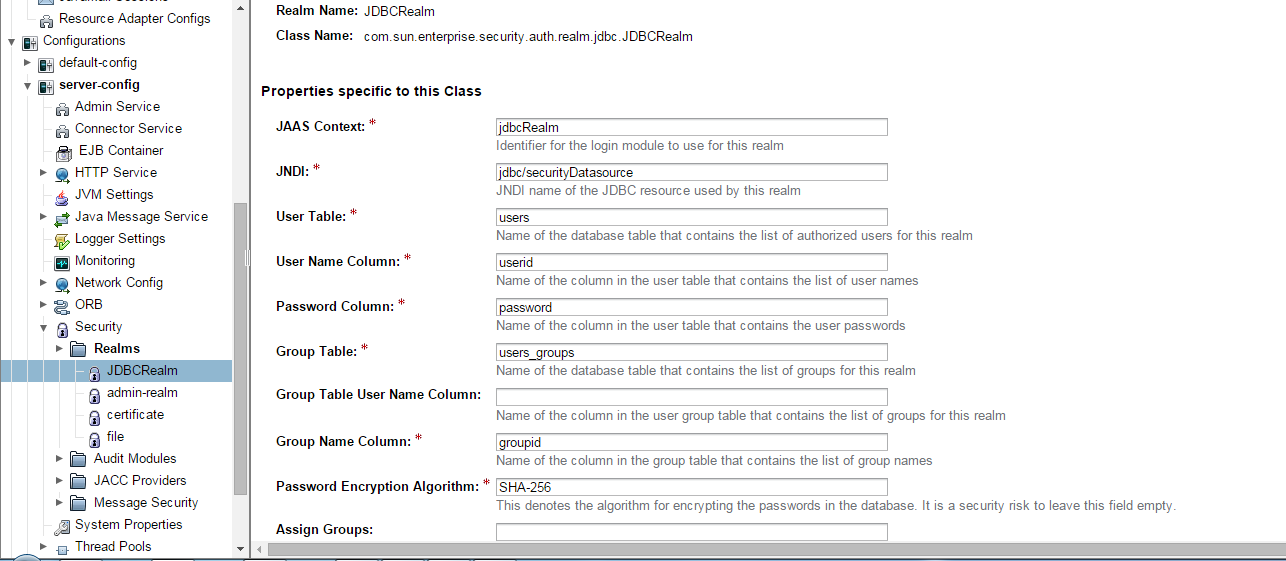 Resource Adapter Configs
Configurations
default-config
server-config
Admin Service
Connector Service
EJB Container
HTTP Service
JVM Settings
Java Message Service
Logger Settings
Monitoring
Network Config
ORB
Security
Realms
JDBCRealm
admin-realm
certificate
file
Audit Modules
JACC Providers
Message Security
System Properties
Thread Pools
Realm Name: JDBCRealm
Class Name: com.sun.enterprise.security.auth.realm.jdbc.JDBCRealm
Properties specific to this Class
JAAS Context: * jdbcRealm
Identifier for the login module to use for this realm
JNDI: * jdbc/securityDatasource
JNDI name of the JDBC resource used by this realm
User Table: * users
Name of the database table that contains the list of authorized users for this realm
User Name Column: * userid
Name of the column in the user table that contains the list of user names
Password Column: * password
Name of the column in the user table that contains the user passwords
Group Table: * users_groups
Name of the database table that contains the list of groups for this realm
Group Table User Name Column:
Name of the column in the user group table that contains the list of groups for this realm
Group Name Column: * groupid
Name of the column in the group table that contains the list of group names
Password Encryption Algorithm: * SHA-256
This denotes the algorithm for encrypting the passwords in the database. It is a security risk to leave this field empty.
Assign Groups: